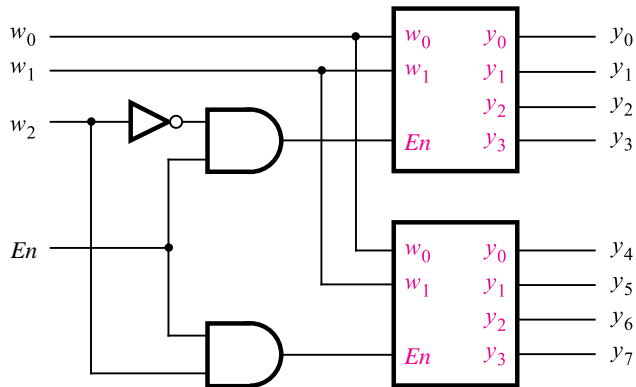 w₀ w₀ y₀ y₀
w₁ w₁ y₁ y₁
y₂ y₂
w₂ En y₃ y₃
En w₀ y₀ y₄
w₁ y₁ y₅
y₂ y₆
En y₃ y₇